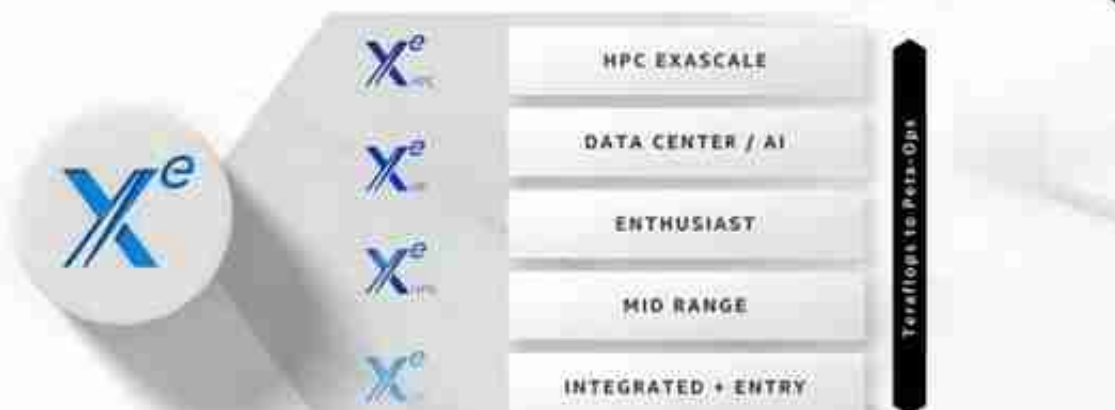 Xe
Xe HPC
HPC EXASCALE
Xe
DATA CENTER / AI
ENTHUSIAST
Xe
MID RANGE
Xe
INTEGRATED + ENTRY
Teraflops to Peta-Ops